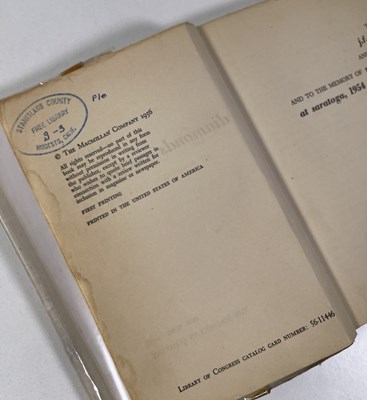 STANISLAUS COUNTY
FREE LIBRARY
MODESTO, CALIF.
© THE MACMILLAN COMPANY 1956
All rights reserved—no part of this
book may be reproduced in any form
without permission in writing from
the publisher, except by a reviewer
who wishes to quote brief passages in
connection with a review written for
inclusion in magazine or newspaper.
FIRST PRINTING
PRINTED IN THE UNITED STATES OF AMERICA
LIBRARY OF CONGRESS CATALOG CARD NUMBER: 56-11446
AND TO THE MEMORY OF
at saratoga, 1954